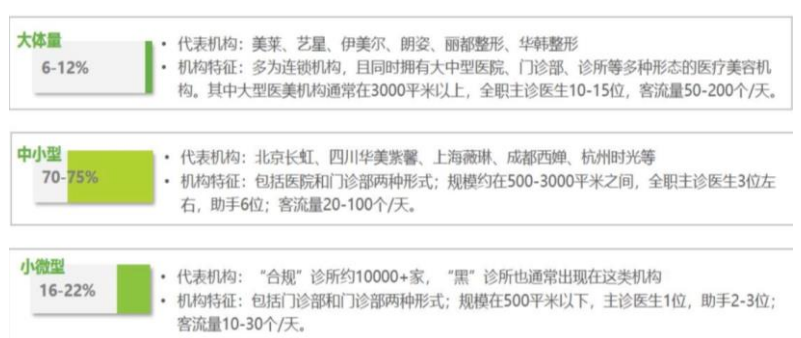 大体量
6-12%
• 代表机构：美莱、艺星、伊美尔、朗姿、丽都整形、华韩整形
• 机构特征：多为连锁机构，且同时拥有大中型医院、门诊部、诊所等多种形态的医疗美容机
构。其中大型医美机构通常在3000平米以上，全职主诊医生10-15位，客流量50-200个/天。
中小型
70-75%
• 代表机构：北京长虹、四川华美紫馨、上海薇琳、成都西婵、杭州时光等
• 机构特征：包括医院和门诊部两种形式；规模约在500-3000平米之间，全职主诊医生3位左
右，助手6位；客流量20-100个/天。
小微型
16-22%
• 代表机构：“合规”诊所约10000+家，“黑”诊所也通常出现在这类机构
• 机构特征：包括门诊部和门诊部两种形式；规模在500平米以下，主诊医生1位，助手2-3位；
客流量10-30个/天。